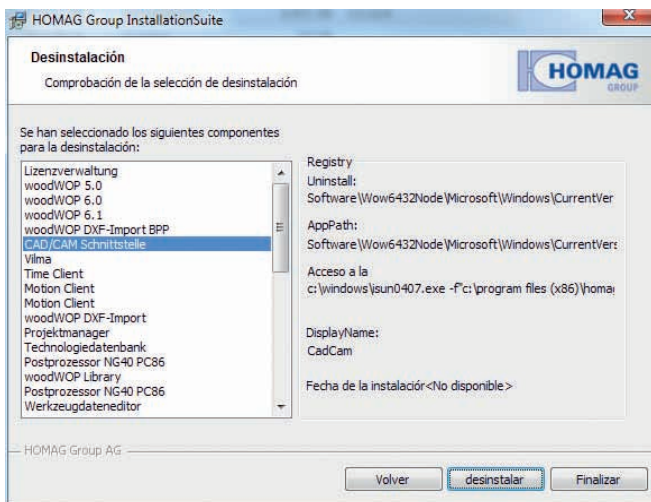 HOMAG Group InstallationSuite
Desinstalación
Comprobación de la selección de desinstalación
HOMAG
GROUP
Se han seleccionado los siguientes componentes
para la desinstalación:
Lizenzverwaltung
woodWOP 5.0
woodWOP 6.0
woodWOP 6.1
woodWOP DXF-Import BPP
CAD/CAM Schnittstelle
Vilma
Time Client
Motion Client
Motion Client
woodWOP DXF-Import
Projektmanager
Technologiedatenbank
Postprozessor NG40 PC86
woodWOP Library
Postprozessor NG40 PC86
Werkzeugdateneditor
Registry
Uninstall:
Software\Wow6432Node\Microsoft\Windows\CurrentVer
AppPath:
Software\Wow6432Node\Microsoft\Windows\CurrentVers
Acceso a la
c:\windows\isun0407.exe -f"c:\program files (x86)\homag
DisplayName:
CadCam
Fecha de la instalación<No disponible>
HOMAG Group AG
Volver
desinstalar
Finalizar